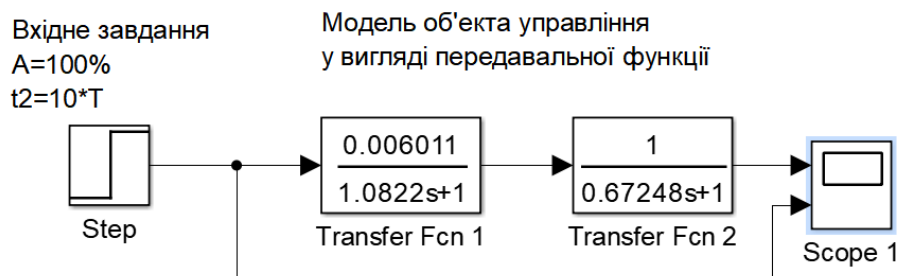 Вхідне завдання
A=100%
t2=10*T
Модель об'екта управління
у вигляді передавальної функції
0.006011
1.0822s+1
1
0.67248s+1
Step
Transfer Fcn 1
Transfer Fcn 2
Scope 1